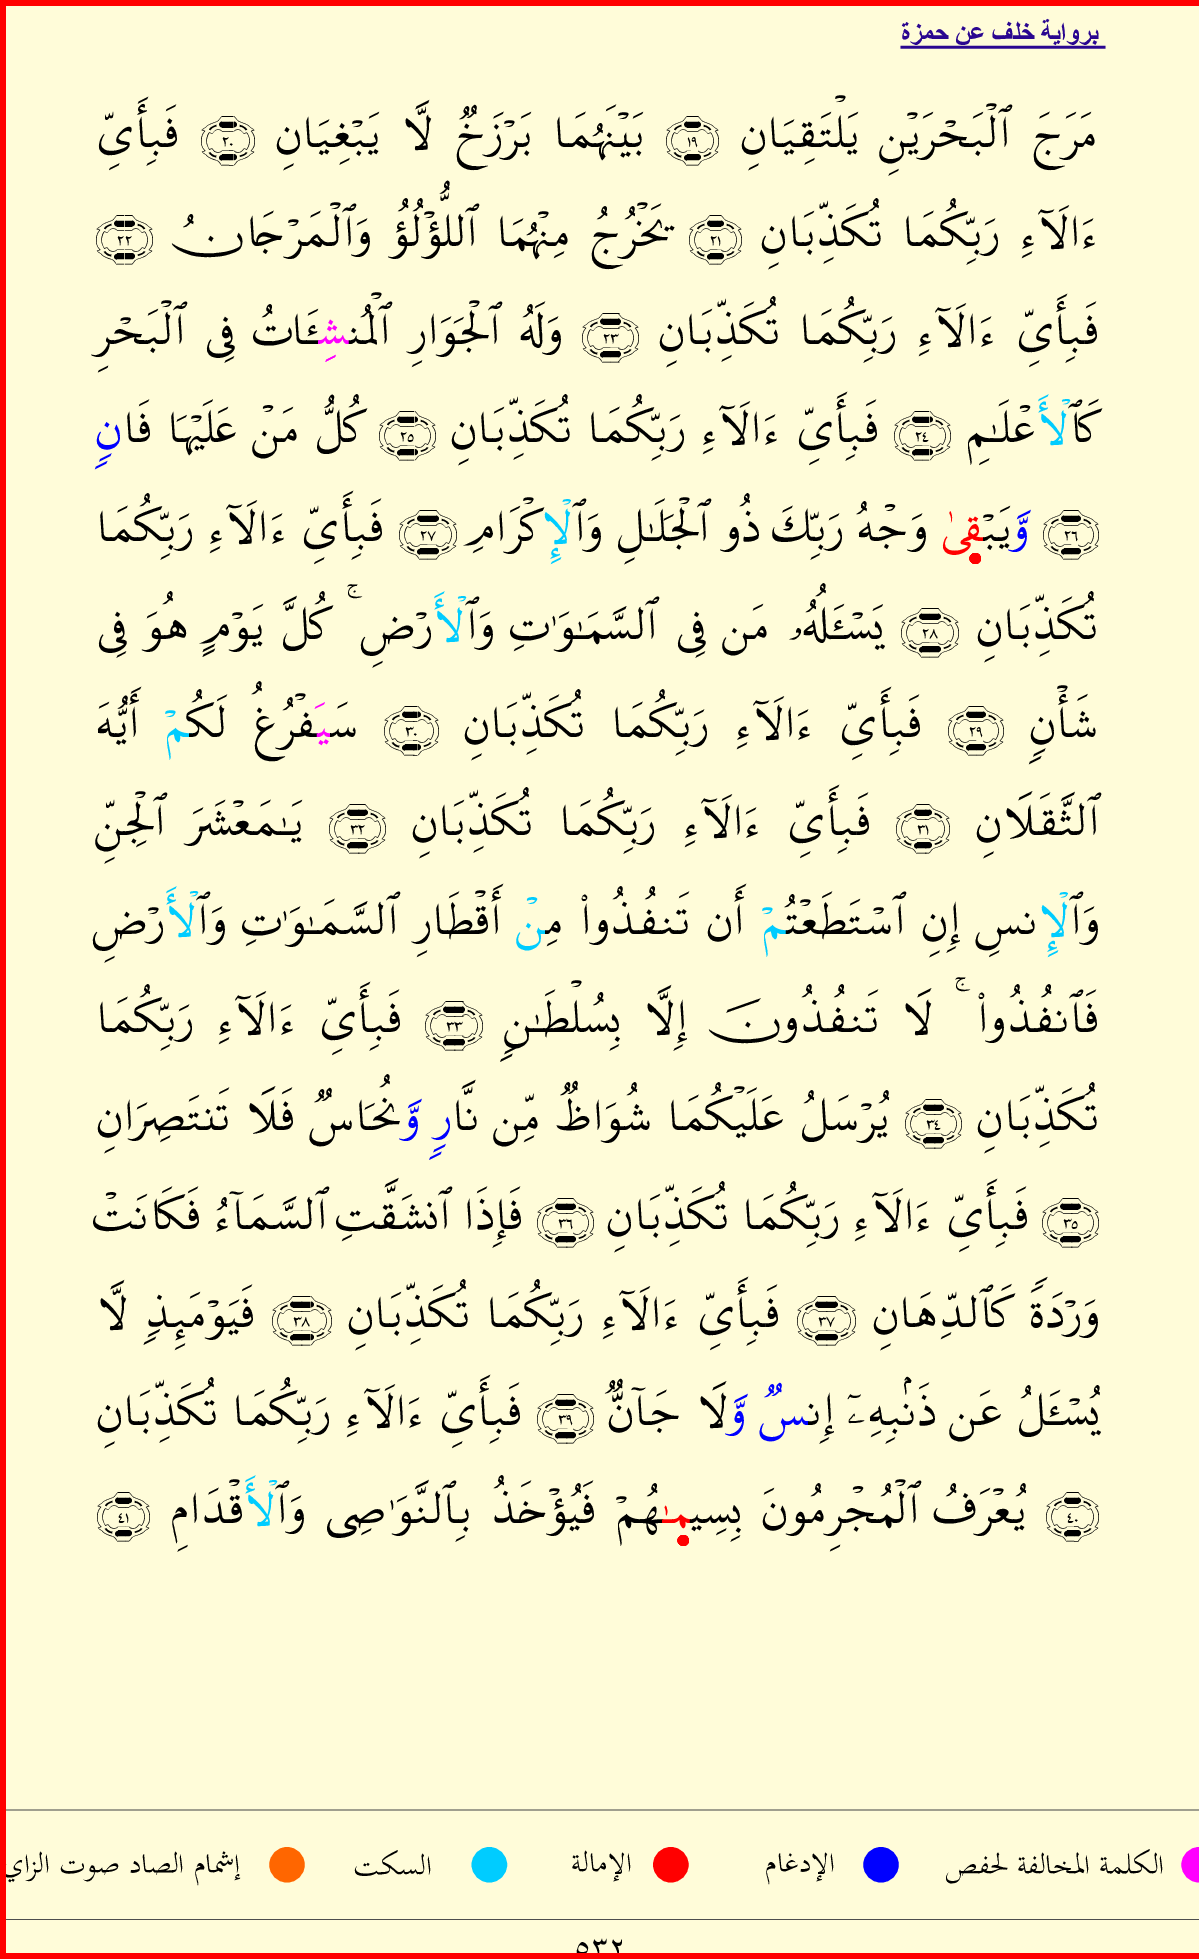 برواية خلف عن حمزة
مَرَجَ ٱلْبَحْرَيْنِ يَلْتَقِيَانِ ١٩ بَيْنَهُمَا بَرْزَخٌ لَّا يَبْغِيَانِ ٢٠ فَبِأَىِّ
ءَالَآءِ رَبِّكُمَا تُكَذِّبَانِ ٢١ يَخْرُجُ مِنْهُمَا ٱللُّؤْلُؤُ وَٱلْمَرْجَانُ ٢٢
فَبِأَىِّ ءَالَآءِ رَبِّكُمَا تُكَذِّبَانِ ٢٣ وَلَهُ ٱلْجَوَارِ ٱلْمُنشِـَٔاتُ فِى ٱلْبَحْرِ
كَٱلْأَعْلَـٰمِ ٢٤ فَبِأَىِّ ءَالَآءِ رَبِّكُمَا تُكَذِّبَانِ ٢٥ كُلُّ مَنْ عَلَيْهَا فَانٍ
٢٦ وَّيَبْقِىٰ وَجْهُ رَبِّكَ ذُو ٱلْجَلَـٰلِ وَٱلْإِكْرَامِ ٢٧ فَبِأَىِّ ءَالَآءِ رَبِّكُمَا
تُكَذِّبَانِ ٢٨ يَسْـَٔلُهُۥ مَن فِى ٱلسَّمَـٰوَٰتِ وَٱلْأَرْضِ ۚ كُلَّ يَوْمٍ هُوَ فِى
شَأْنٍ ٢٩ فَبِأَىِّ ءَالَآءِ رَبِّكُمَا تُكَذِّبَانِ ٣٠ سَيَفْرُغُ لَكُمْ أَيُّهَ
ٱلثَّقَلَانِ ٣١ فَبِأَىِّ ءَالَآءِ رَبِّكُمَا تُكَذِّبَانِ ٣٢ يَـٰمَعْشَرَ ٱلْجِنِّ
وَٱلْإِنسِ إِنِ ٱسْتَطَعْتُمْ أَن تَنفُذُوا۟ مِنْ أَقْطَارِ ٱلسَّمَـٰوَٰتِ وَٱلْأَرْضِ
فَٱنفُذُوا۟ ۚ لَا تَنفُذُونَ إِلَّا بِسُلْطَـٰنٍ ٣٣ فَبِأَىِّ ءَالَآءِ رَبِّكُمَا
تُكَذِّبَانِ ٣٤ يُرْسَلُ عَلَيْكُمَا شُوَاظٌ مِّن نَّارٍ وَّنُحَاسٌ فَلَا تَنتَصِرَانِ
٣٥ فَبِأَىِّ ءَالَآءِ رَبِّكُمَا تُكَذِّبَانِ ٣٦ فَإِذَا ٱنشَقَّتِ ٱلسَّمَآءُ فَكَانَتْ
وَرْدَةً كَٱلدِّهَانِ ٣٧ فَبِأَىِّ ءَالَآءِ رَبِّكُمَا تُكَذِّبَانِ ٣٨ فَيَوْمَئِذٍ لَّا
يُسْـَٔلُ عَن ذَنۢبِهِۦٓ إِنسٌ وَّلَا جَآنٌّ ٣٩ فَبِأَىِّ ءَالَآءِ رَبِّكُمَا تُكَذِّبَانِ
٤٠ يُعْرَفُ ٱلْمُجْرِمُونَ بِسِيمِـٰهُمْ فَيُؤْخَذُ بِٱلنَّوَٰصِى وَٱلْأَقْدَامِ ٤١
الكلمة المخالفة لحفص الإدغام الإمالة السكت إشمام الصاد صوت الزاي
٥٣٢